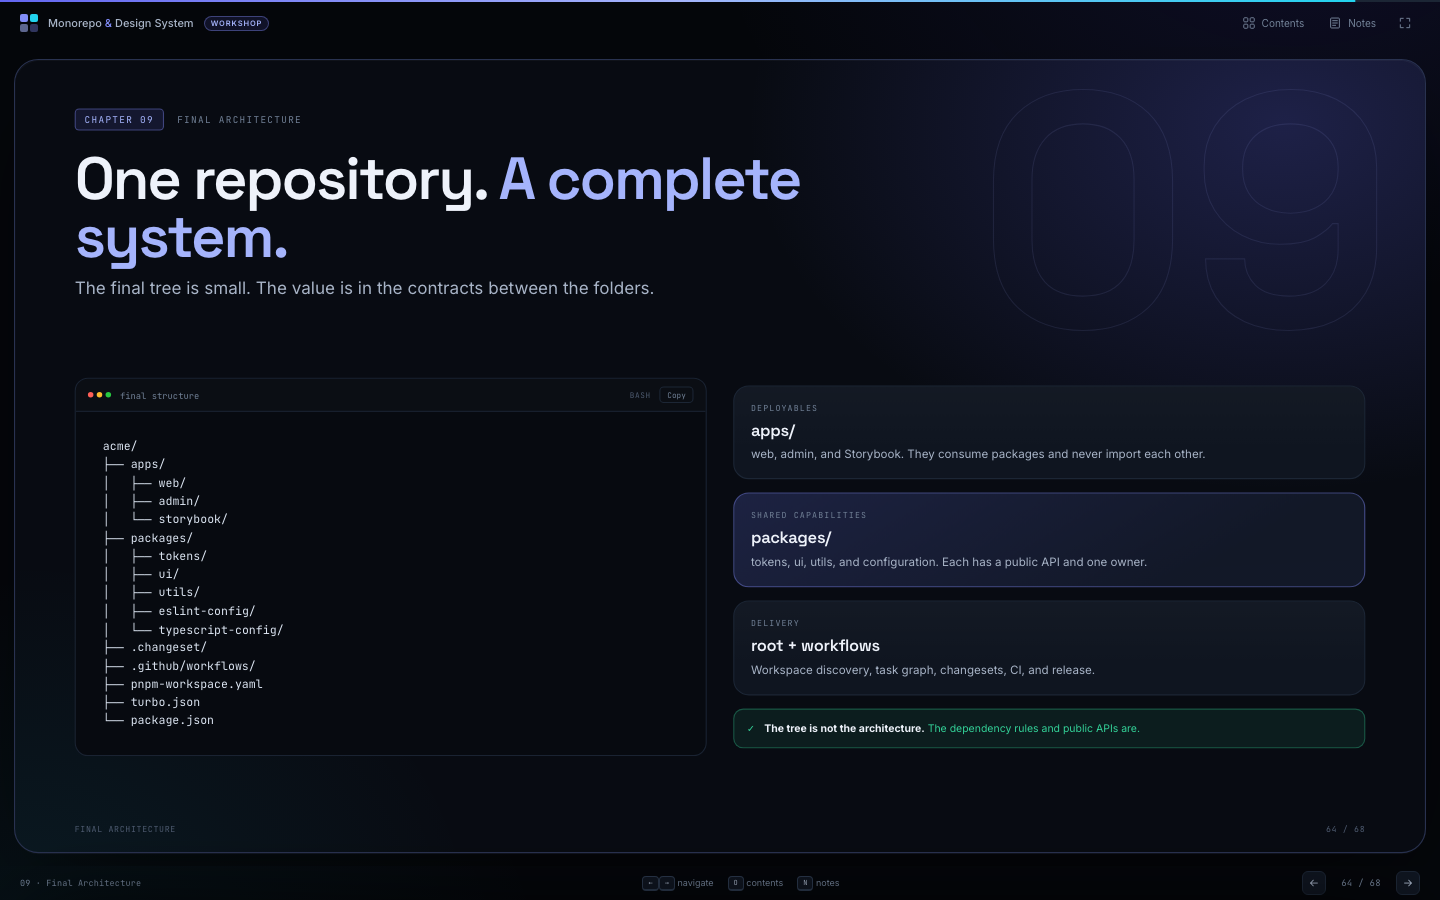 Monorepo & Design System WORKSHOP
Contents Notes
09
CHAPTER 09 FINAL ARCHITECTURE
One repository. A complete
system.
The final tree is small. The value is in the contracts between the folders.
final structure BASH Copy
acme/
├── apps/
│   ├── web/
│   ├── admin/
│   └── storybook/
├── packages/
│   ├── tokens/
│   ├── ui/
│   ├── utils/
│   ├── eslint-config/
│   └── typescript-config/
├── .changeset/
├── .github/workflows/
├── pnpm-workspace.yaml
├── turbo.json
└── package.json
DEPLOYABLES
apps/
web, admin, and Storybook. They consume packages and never import each other.
SHARED CAPABILITIES
packages/
tokens, ui, utils, and configuration. Each has a public API and one owner.
DELIVERY
root + workflows
Workspace discovery, task graph, changesets, CI, and release.
✓ The tree is not the architecture. The dependency rules and public APIs are.
FINAL ARCHITECTURE 64 / 68
09 · Final Architecture ← → navigate O contents N notes ← 64 / 68 →